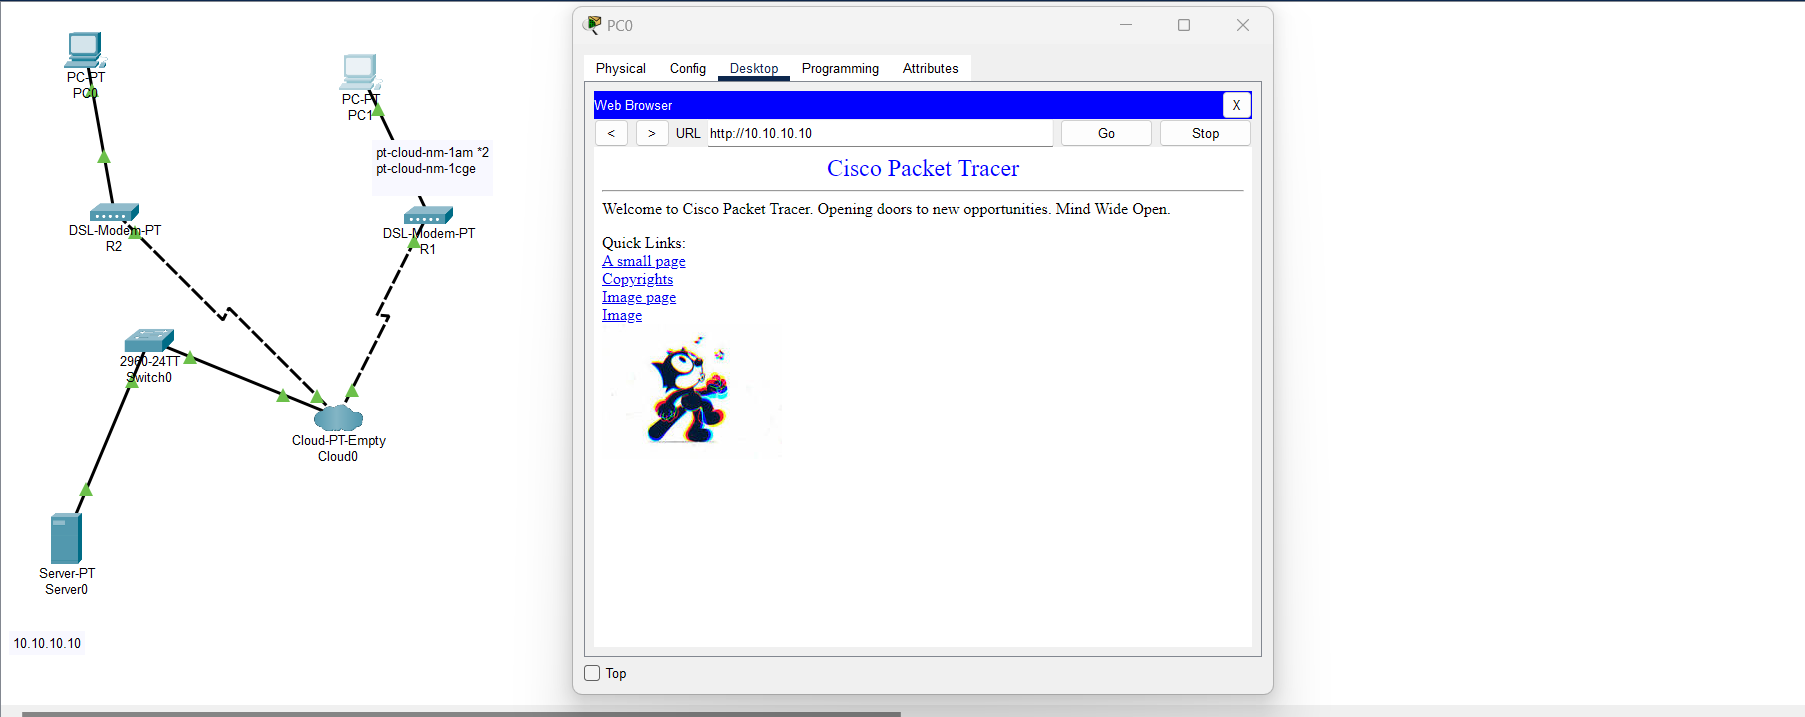 PC-PT
PC0
PC-PT
PC1
pt-cloud-nm-1am *2
pt-cloud-nm-1cge
DSL-Modem-PT
R2
DSL-Modem-PT
R1
2960-24TT
Switch0
Cloud-PT-Empty
Cloud0
Server-PT
Server0
10.10.10.10
PC0
Physical Config Desktop Programming Attributes
Web Browser X
< > URL http://10.10.10.10 Go Stop
Cisco Packet Tracer
Welcome to Cisco Packet Tracer. Opening doors to new opportunities. Mind Wide Open.
Quick Links:
A small page
Copyrights
Image page
Image
Top